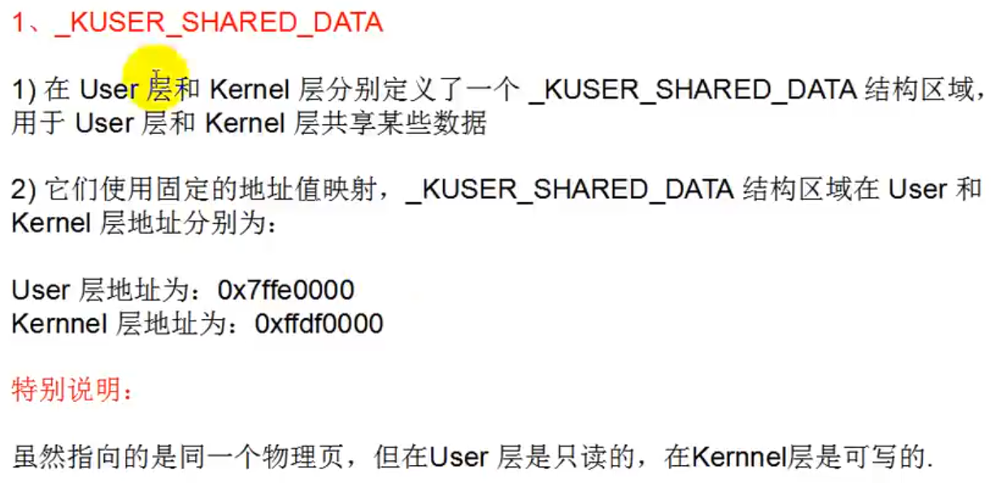 1、_KUSER_SHARED_DATA
1) 在 User 层和 Kernel 层分别定义了一个 _KUSER_SHARED_DATA 结构区域，
用于 User 层和 Kernel 层共享某些数据
2) 它们使用固定的地址值映射，_KUSER_SHARED_DATA 结构区域在 User 和
Kernel 层地址分别为：
User 层地址为：0x7ffe0000
Kernnel 层地址为：0xffdf0000
特别说明：
虽然指向的是同一个物理页，但在User 层是只读的，在Kernnel层是可写的.